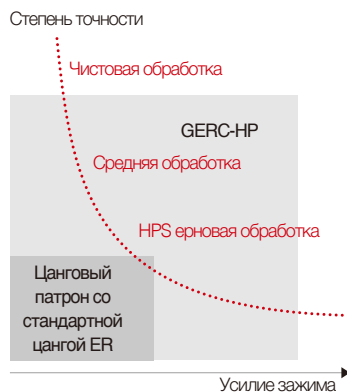 Степень точности
Чистовая обработка
GERC-HP
Средняя обработка
HPS ерновая обработка
Цанговый
патрон со
стандартной
цангой ER
Усилие зажима